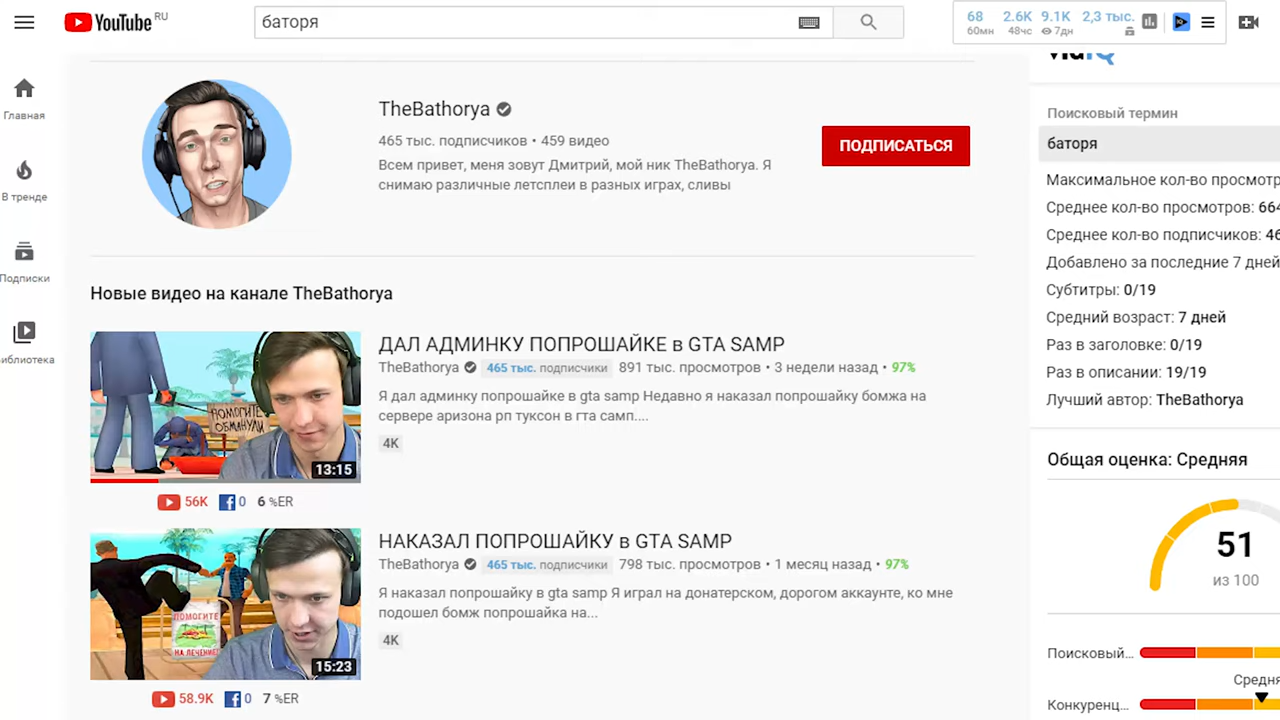 YouTube RU
баторя
68 2.6K 9.1K 2,3 тыс.
60мн 48чс 7дн
Главная
В тренде
Подписки
иблиотека
TheBathorya
465 тыс. подписчиков • 459 видео
Всем привет, меня зовут Дмитрий, мой ник TheBathorya. Я
снимаю различные летсплеи в разных играх, сливы
ПОДПИСАТЬСЯ
Новые видео на канале TheBathorya
ПОМОГИТЕ
ОБМАНУЛИ
13:15
ДАЛ АДМИНКУ ПОПРОШАЙКЕ в GTA SAMP
TheBathorya 465 тыс. подписчики 891 тыс. просмотров • 3 недели назад • 97%
Я дал админку попрошайке в gta samp Недавно я наказал попрошайку бомжа на
сервере аризона рп туксон в гта самп....
4K
56K 0 6 %ER
ПОМОГИТЕ
НА ЛЕЧЕНИЕ
15:23
НАКАЗАЛ ПОПРОШАЙКУ в GTA SAMP
TheBathorya 465 тыс. подписчики 798 тыс. просмотров • 1 месяц назад • 97%
Я наказал попрошайку в gta samp Я играл на донатерском, дорогом аккаунте, ко мне
подошел бомж попрошайка на...
4K
58.9K 0 7 %ER
Поисковый термин
баторя
Максимальное кол-во просмотр
Среднее кол-во просмотров: 664
Среднее кол-во подписчиков: 46
Добавлено за последние 7 дней
Субтитры: 0/19
Средний возраст: 7 дней
Раз в заголовке: 0/19
Раз в описании: 19/19
Лучший автор: TheBathorya
Общая оценка: Средняя
51
из 100
Поисковый...
Средня
Конкуренц...